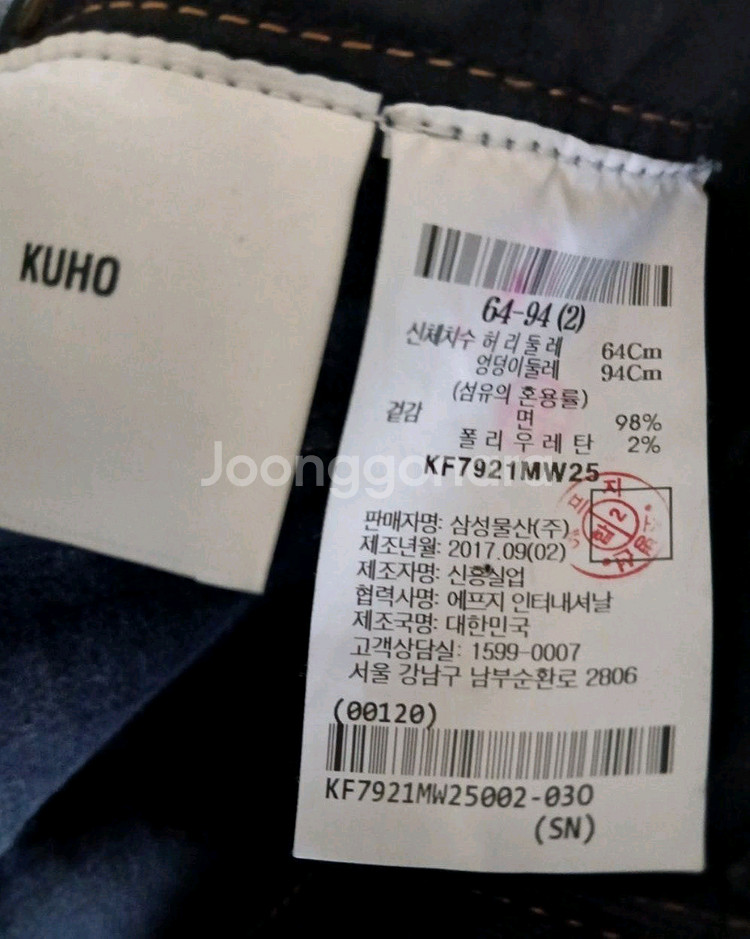 KUHO
64-94 (2)
신체치수 허리둘레 64Cm
엉덩이둘레 94Cm
(섬유의 혼용률)
겉감 면 98%
폴리우레탄 2%
Joonggonara
KF7921MW25
판매자명: 삼성물산(주)
제조년월: 2017.09(02)
제조자명: 신흥실업
협력사명: 에프지 인터내셔날
제조국명: 대한민국
고객상담실: 1599-0007
서울 강남구 남부순환로 2806
(00120)
KF7921MW25002-030
(SN)